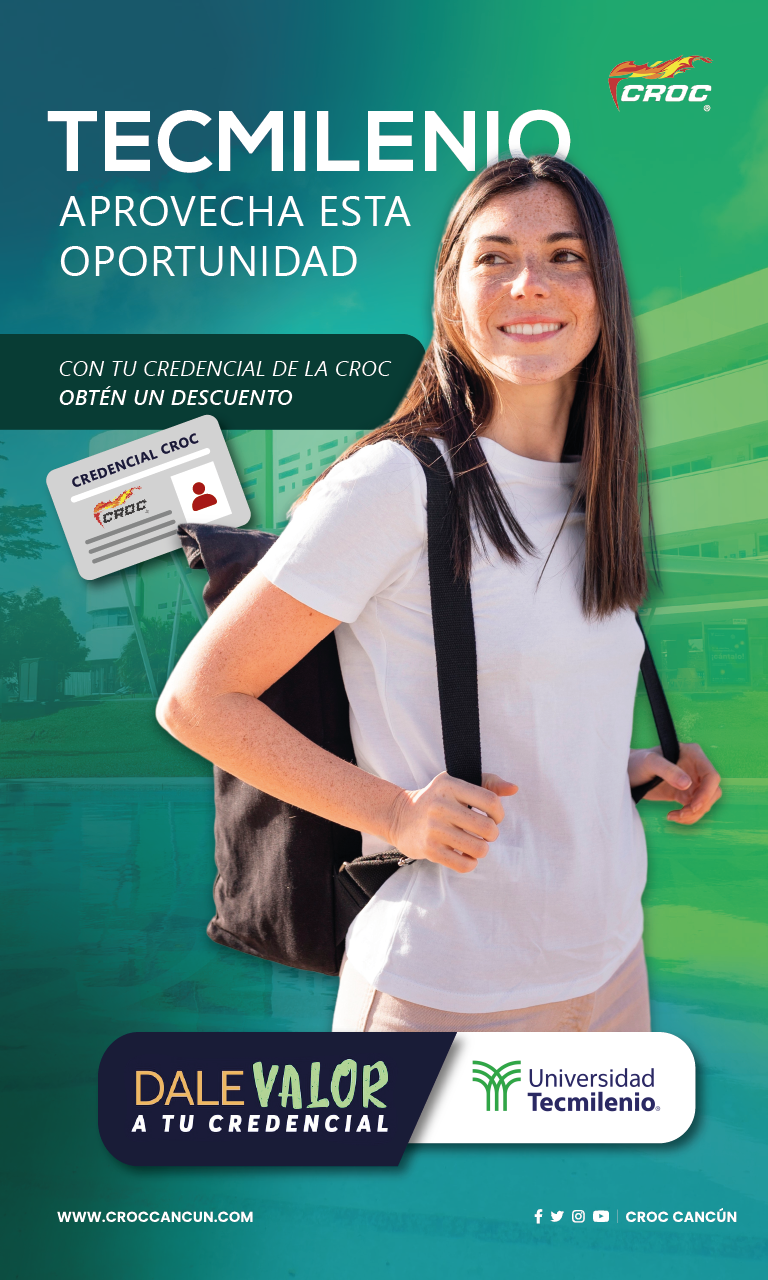 CROC®
TECMILENIO
APROVECHA ESTA
OPORTUNIDAD
CON TU CREDENCIAL DE LA CROC
OBTÉN UN DESCUENTO
CREDENCIAL CROC
CROC
DALE VALOR
A TU CREDENCIAL
Universidad
Tecmilenio®
WWW.CROCCANCUN.COM
CROC CANCÚN